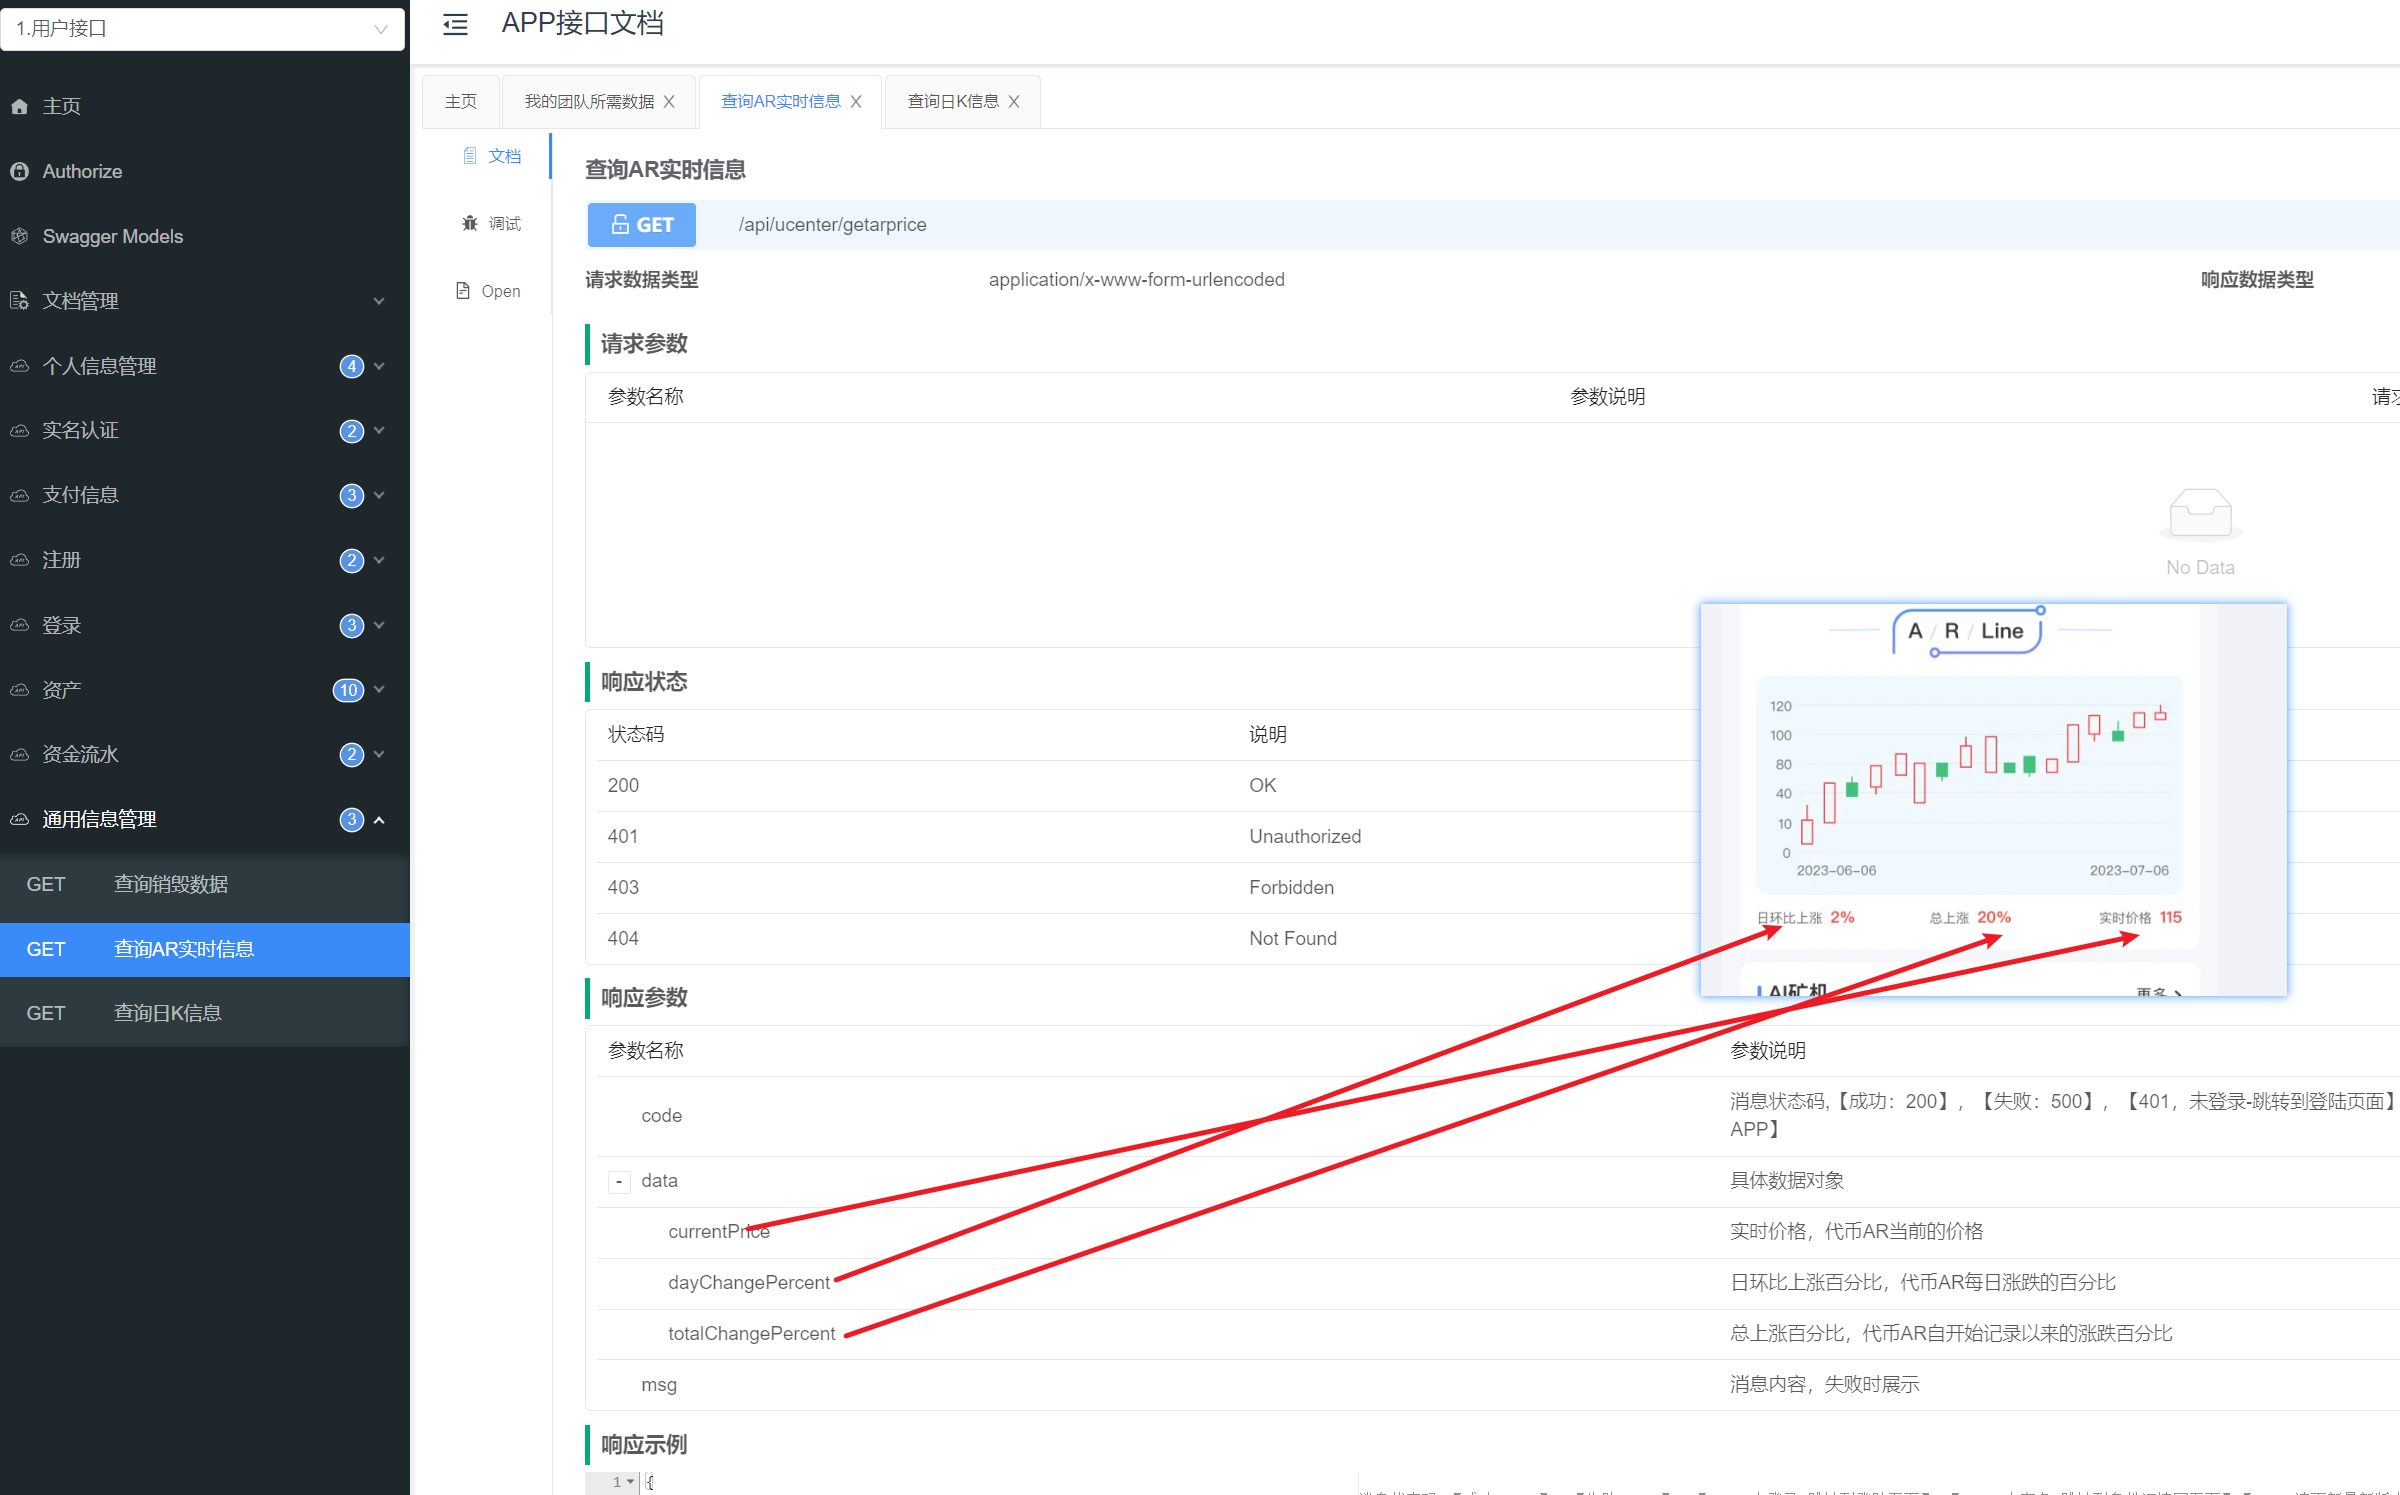 1.用户接口
APP接口文档
主页
Authorize
Swagger Models
文档管理
个人信息管理 4
实名认证 2
支付信息 3
注册 2
登录 3
资产 10
资金流水 2
通用信息管理 3
GET 查询销毁数据
GET 查询AR实时信息
GET 查询日K信息
主页 我的团队所需数据 X 查询AR实时信息 X 查询日K信息 X
文档
调试
Open
查询AR实时信息
GET /api/ucenter/getarprice
请求数据类型 application/x-www-form-urlencoded 响应数据类型
请求参数
参数名称 参数说明
No Data
响应状态
状态码 说明
200 OK
401 Unauthorized
403 Forbidden
404 Not Found
A / R / Line
120
100
80
40
10
0
2023-06-06 2023-07-06
日环比上涨 2% 总上涨 20% 实时价格 115
AI矿机 更多 >
响应参数
参数名称 参数说明
code 消息状态码,【成功：200】，【失败：500】，【401，未登录-跳转到登陆页面】
APP】
- data 具体数据对象
currentPrice 实时价格，代币AR当前的价格
dayChangePercent 日环比上涨百分比，代币AR每日涨跌的百分比
totalChangePercent 总上涨百分比，代币AR自开始记录以来的涨跌百分比
msg 消息内容，失败时展示
响应示例
1 {